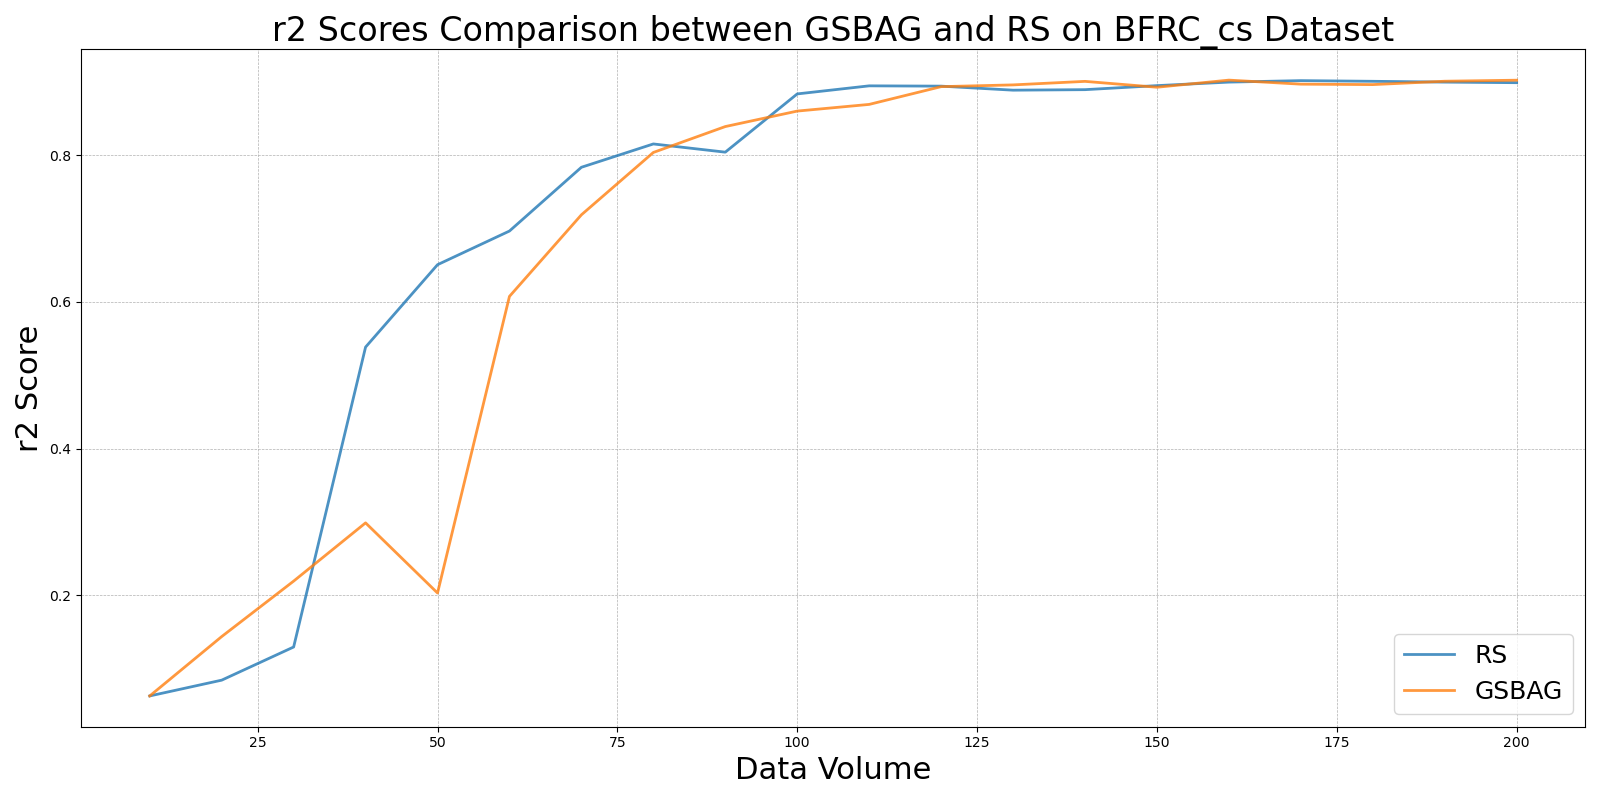 r2 Scores Comparison between GSBAG and RS on BFRC_cs Dataset
r2 Score
0.8
0.6
0.4
0.2
25 50 75 100 125 150 175 200
Data Volume
RS
GSBAG